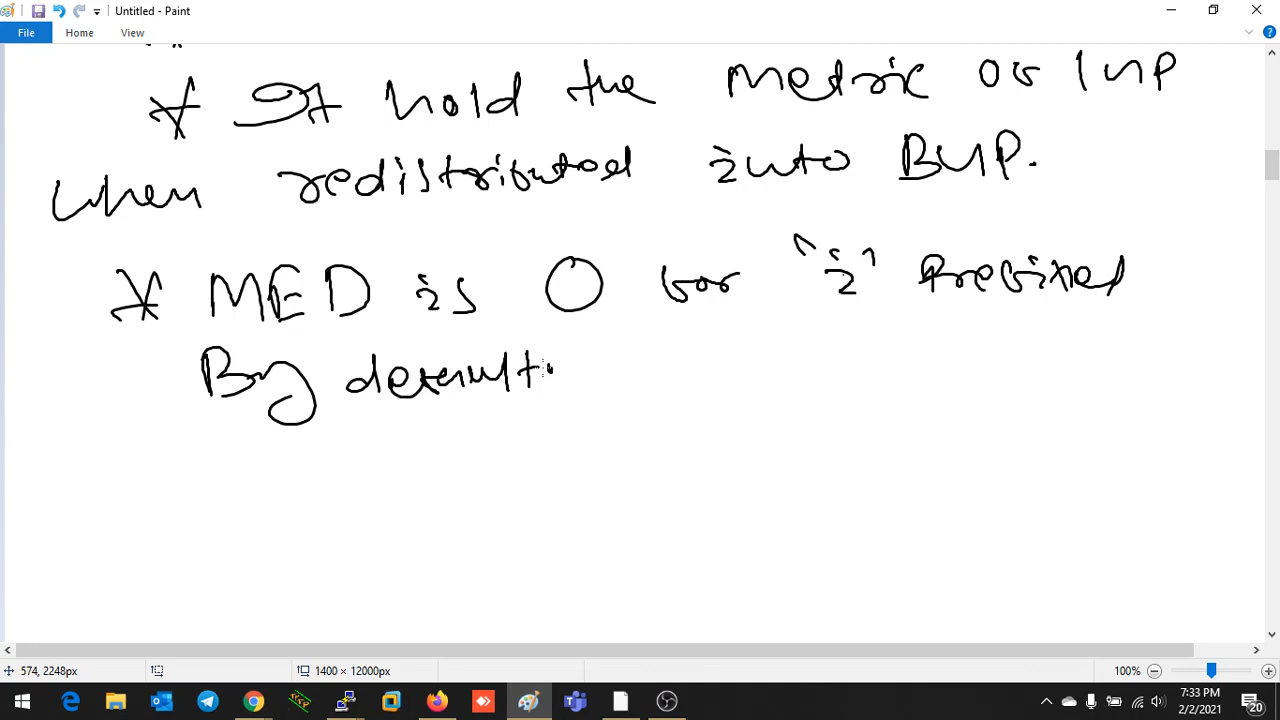 Untitled - Paint
File Home View
* It hold the metric of IGP
when redistributed into BGP.
* MED is 0 for "i" Prefixed
By default
574, 2248px 1400 × 12000px 100%
7:33 PM
2/2/2021
20